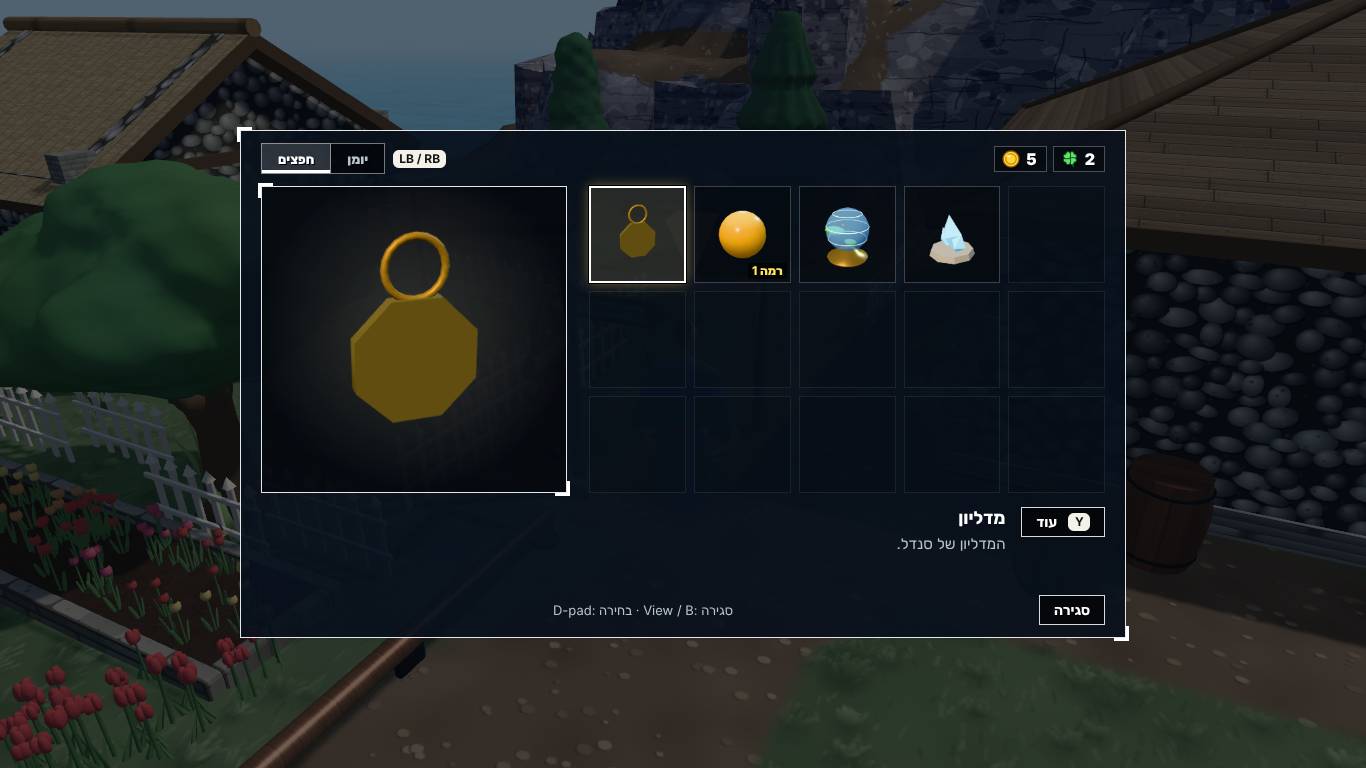 חפצים
יומן
LB / RB
5
2
רמה 1
מדליון
המדליון של סנדל.
Y עוד
D-pad: בחירה · View / B: סגירה
סגירה